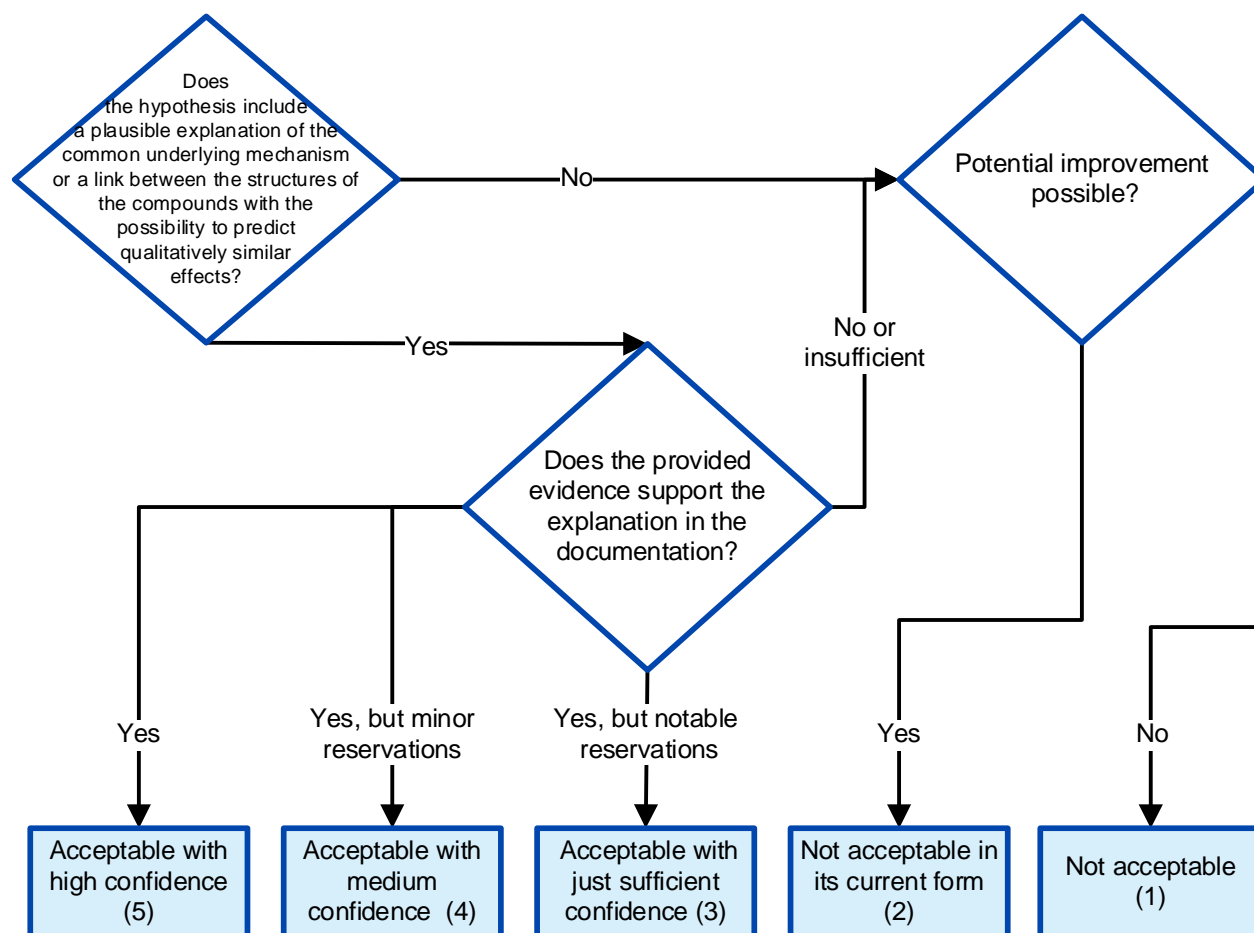 Does
the hypothesis include
a plausible explanation of the
common underlying mechanism
or a link between the structures of
the compounds with the
possibility to predict
qualitatively similar
effects?
No
Potential improvement
possible?
Yes
No or
insufficient
Does the provided
evidence support the
explanation in the
documentation?
Yes
Yes, but minor
reservations
Yes, but notable
reservations
Yes
No
Acceptable with
high confidence
(5)
Acceptable with
medium
confidence (4)
Acceptable with
just sufficient
confidence (3)
Not acceptable in
its current form
(2)
Not acceptable
(1)